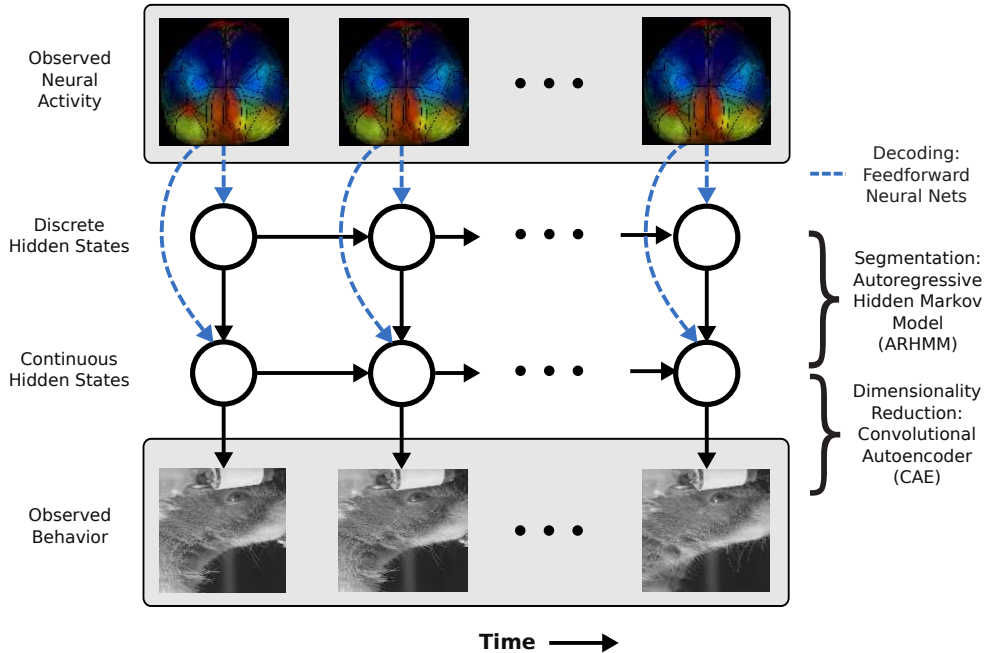 Observed
Neural
Activity
Decoding:
Feedforward
Neural Nets
Discrete
Hidden States
Segmentation:
Autoregressive
Hidden Markov
Model
(ARHMM)
Continuous
Hidden States
Dimensionality
Reduction:
Convolutional
Autoencoder
(CAE)
Observed
Behavior
Time